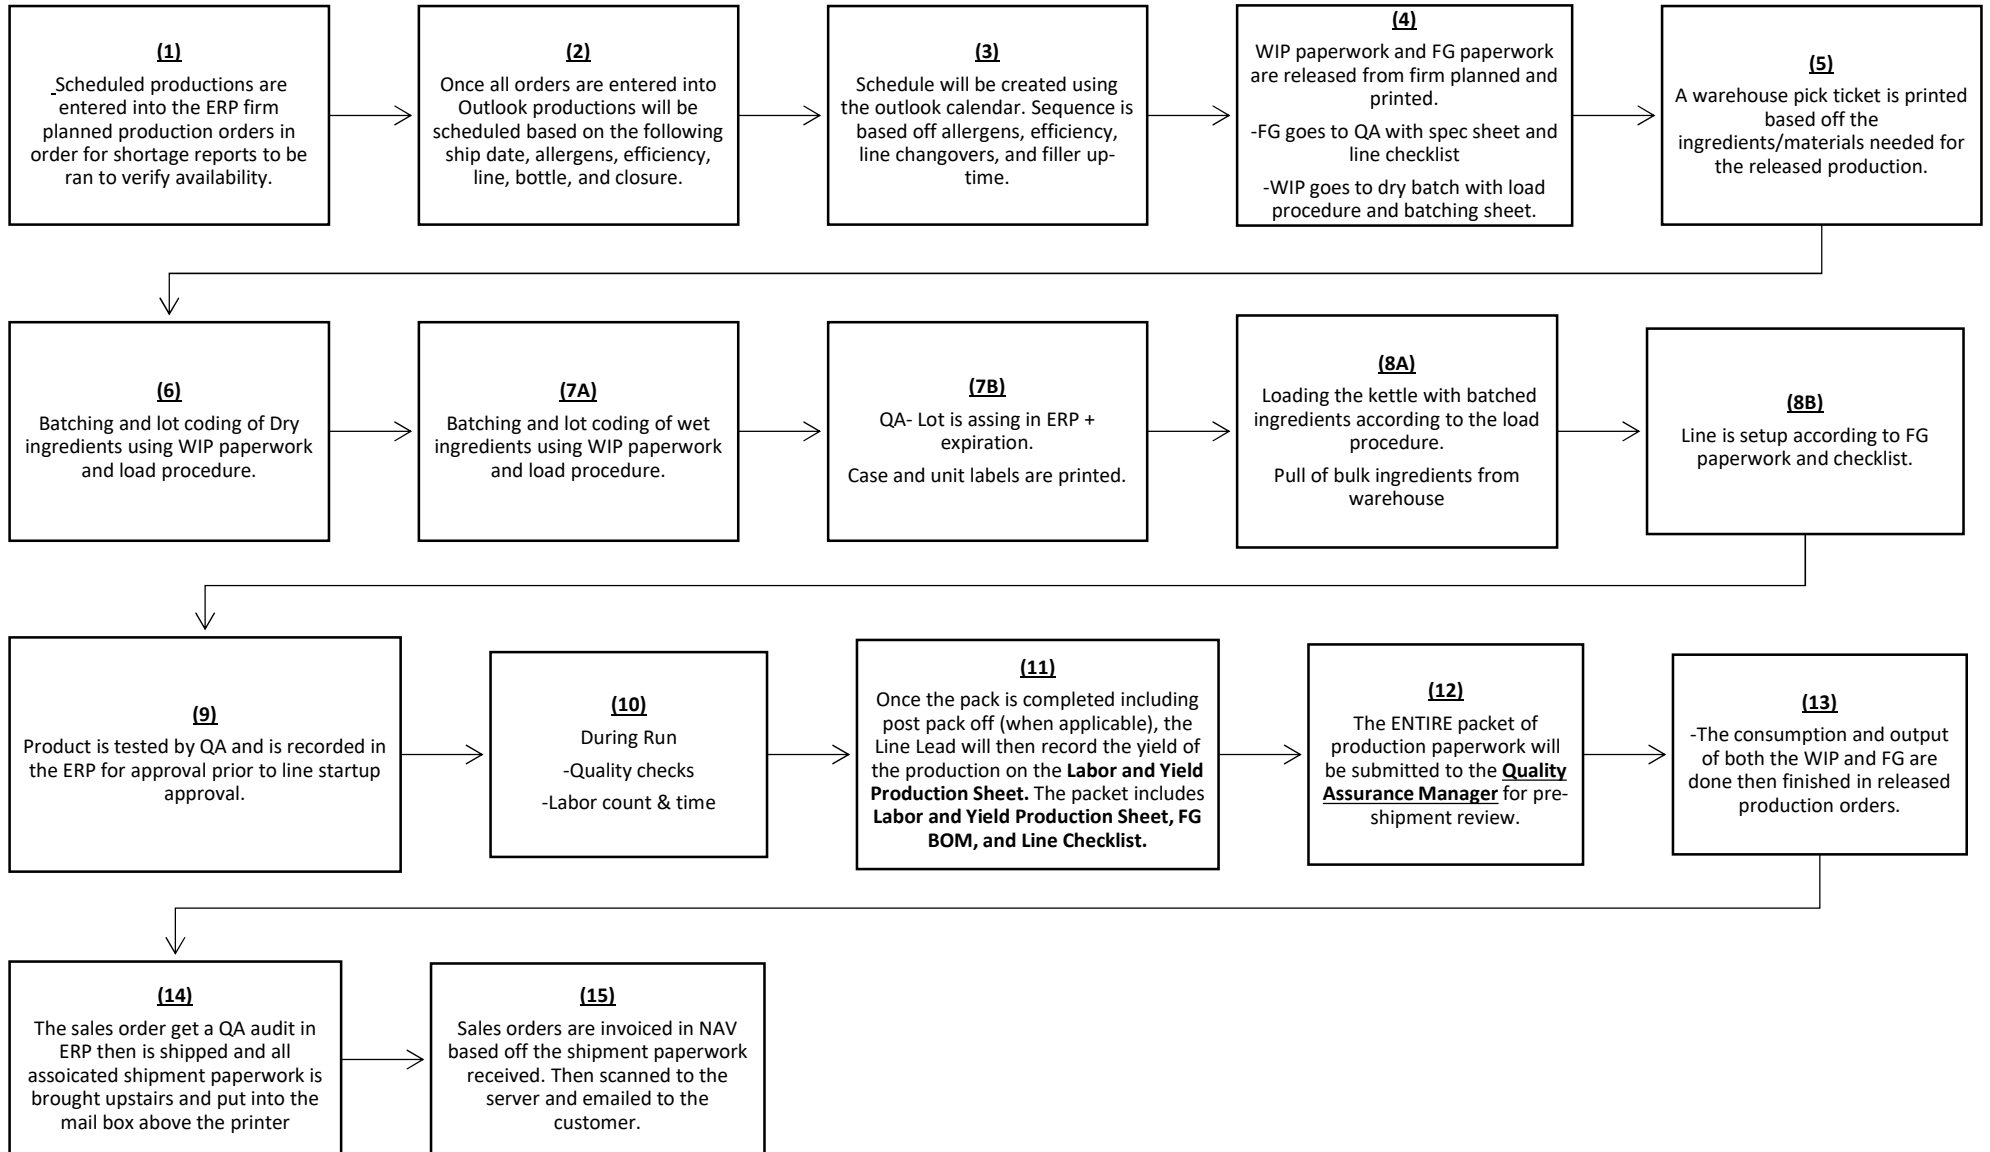 (1)
Scheduled productions are
entered into the ERP firm
planned production orders in
order for shortage reports to be
ran to verify availability.
(2)
Once all orders are entered into
Outlook productions will be
scheduled based on the following
ship date, allergens, efficiency,
line, bottle, and closure.
(3)
Schedule will be created using
the outlook calendar. Sequence is
based off allergens, efficiency,
line changovers, and filler up-
time.
(4)
WIP paperwork and FG paperwork
are released from firm planned and
printed.
-FG goes to QA with spec sheet and
line checklist
-WIP goes to dry batch with load
procedure and batching sheet.
(5)
A warehouse pick ticket is printed
based off the
ingredients/materials needed for
the released production.
(6)
Batching and lot coding of Dry
ingredients using WIP paperwork
and load procedure.
(7A)
Batching and lot coding of wet
ingredients using WIP paperwork
and load procedure.
(7B)
QA- Lot is assing in ERP +
expiration.
Case and unit labels are printed.
(8A)
Loading the kettle with batched
ingredients according to the load
procedure.
Pull of bulk ingredients from
warehouse
(8B)
Line is setup according to FG
paperwork and checklist.
(9)
Product is tested by QA and is recorded in
the ERP for approval prior to line startup
approval.
(10)
During Run
-Quality checks
-Labor count & time
(11)
Once the pack is completed including
post pack off (when applicable), the
Line Lead will then record the yield of
the production on the Labor and Yield
Production Sheet. The packet includes
Labor and Yield Production Sheet, FG
BOM, and Line Checklist.
(12)
The ENTIRE packet of
production paperwork will
be submitted to the Quality
Assurance Manager for pre-
shipment review.
(13)
-The consumption and output
of both the WIP and FG are
done then finished in released
production orders.
(14)
The sales order get a QA audit in
ERP then is shipped and all
assoicated shipment paperwork is
brought upstairs and put into the
mail box above the printer
(15)
Sales orders are invoiced in NAV
based off the shipment paperwork
received. Then scanned to the
server and emailed to the
customer.